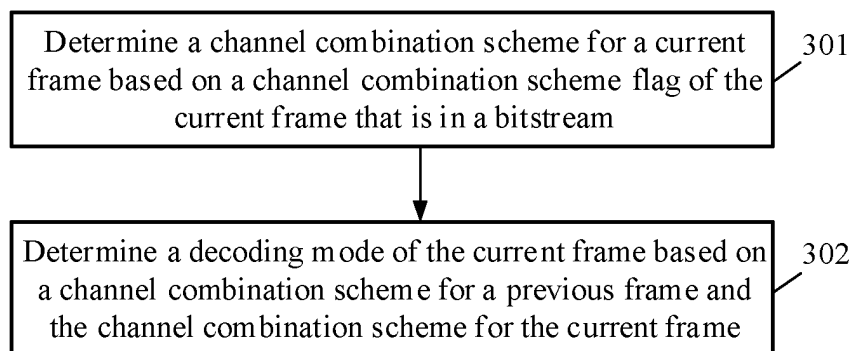 Determine a channel combination scheme for a current
frame based on a channel combination scheme flag of the
current frame that is in a bitstream
301
Determine a decoding mode of the current frame based on
a channel combination scheme for a previous frame and
the channel combination scheme for the current frame
302